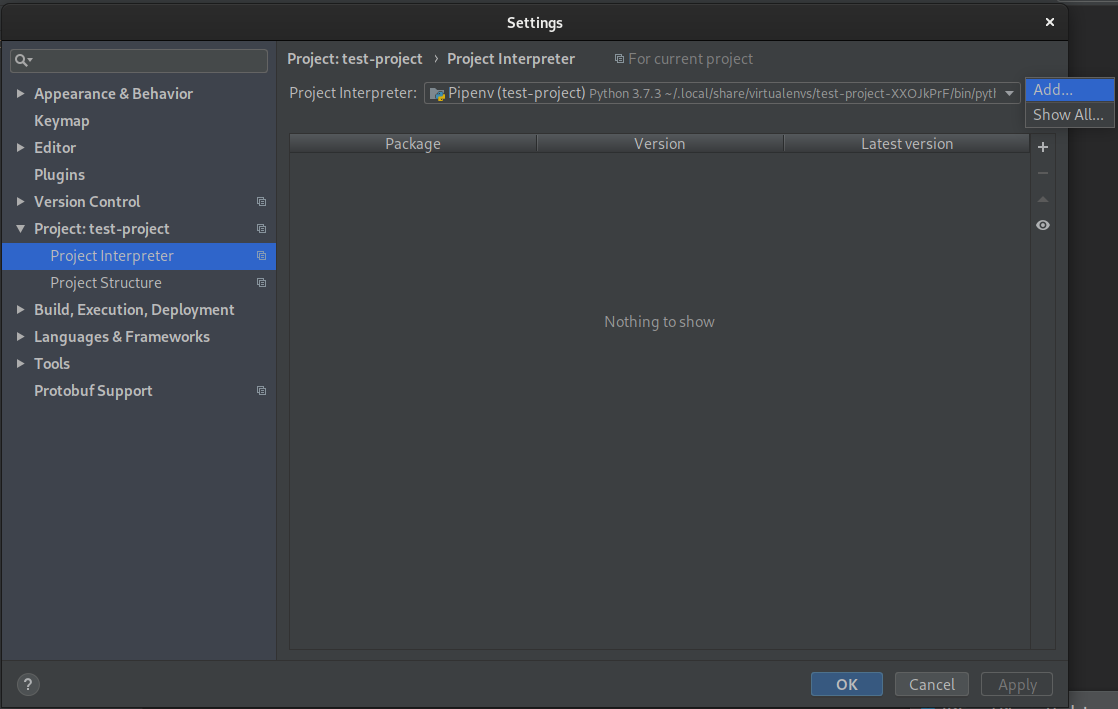 Settings
Project: test-project › Project Interpreter For current project
Project Interpreter: Pipenv (test-project) Python 3.7.3 ~/.local/share/virtualenvs/test-project-XXOJkPrF/bin/pyth
Add...
Show All...
Appearance & Behavior
Keymap
Editor
Plugins
Version Control
Project: test-project
Project Interpreter
Project Structure
Build, Execution, Deployment
Languages & Frameworks
Tools
Protobuf Support
Package Version Latest version
Nothing to show
?
OK Cancel Apply